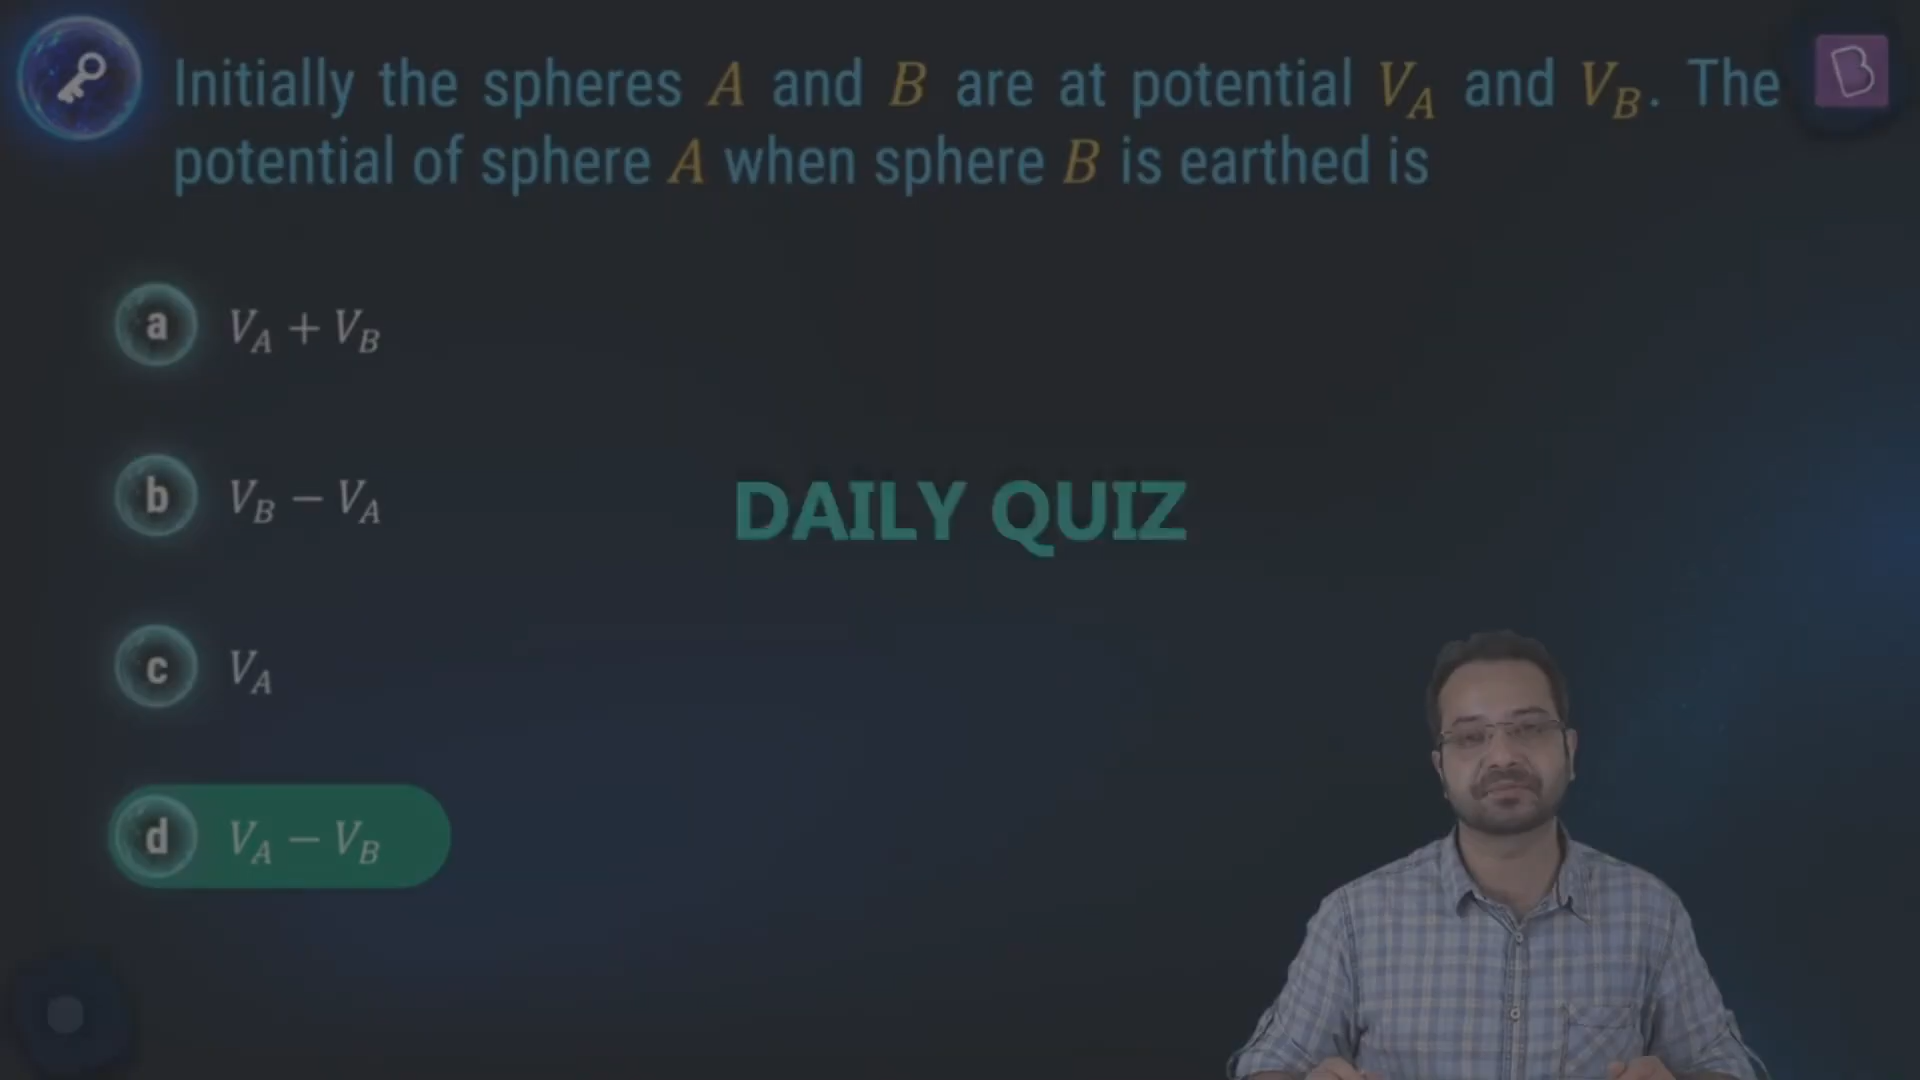 Initially the spheres A and B are at potential V_A and V_B. The
potential of sphere A when sphere B is earthed is
a V_A + V_B
b V_B − V_A
DAILY QUIZ
c V_A
d V_A − V_B